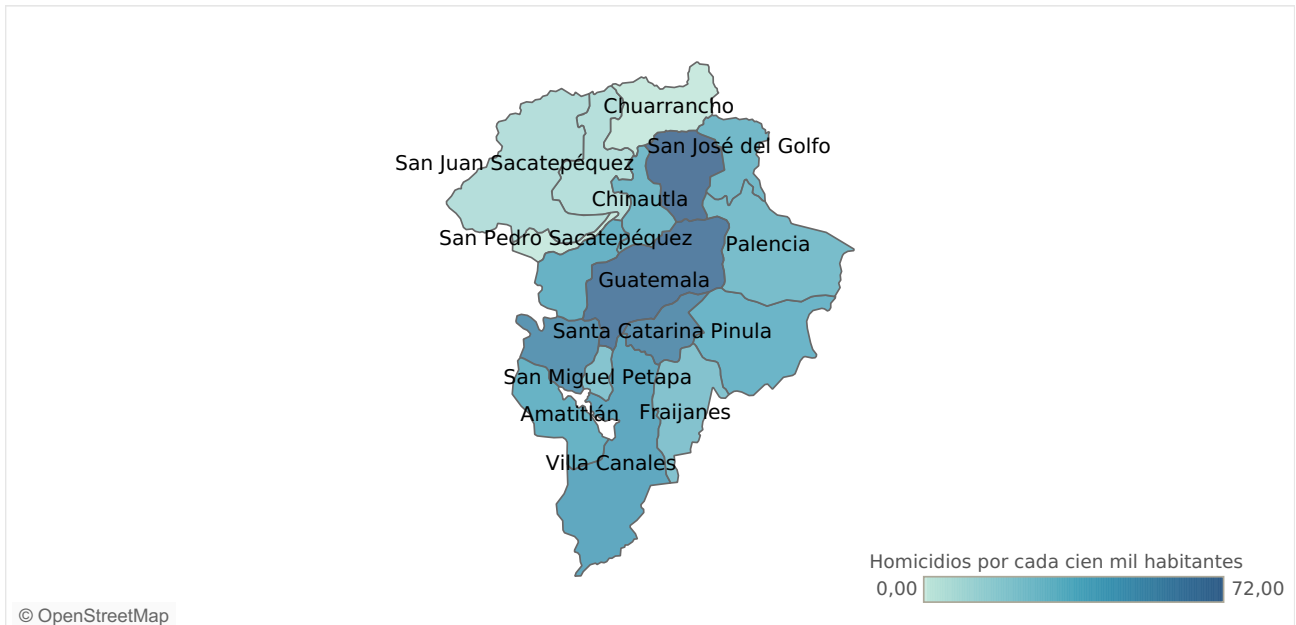 Chuarrancho
San José del Golfo
San Juan Sacatepéquez
Chinautla
San Pedro Sacatepéquez
Palencia
Guatemala
Santa Catarina Pinula
San Miguel Petapa
Amatitlán
Fraijanes
Villa Canales
Homicidios por cada cien mil habitantes
0,00
72,00
© OpenStreetMap